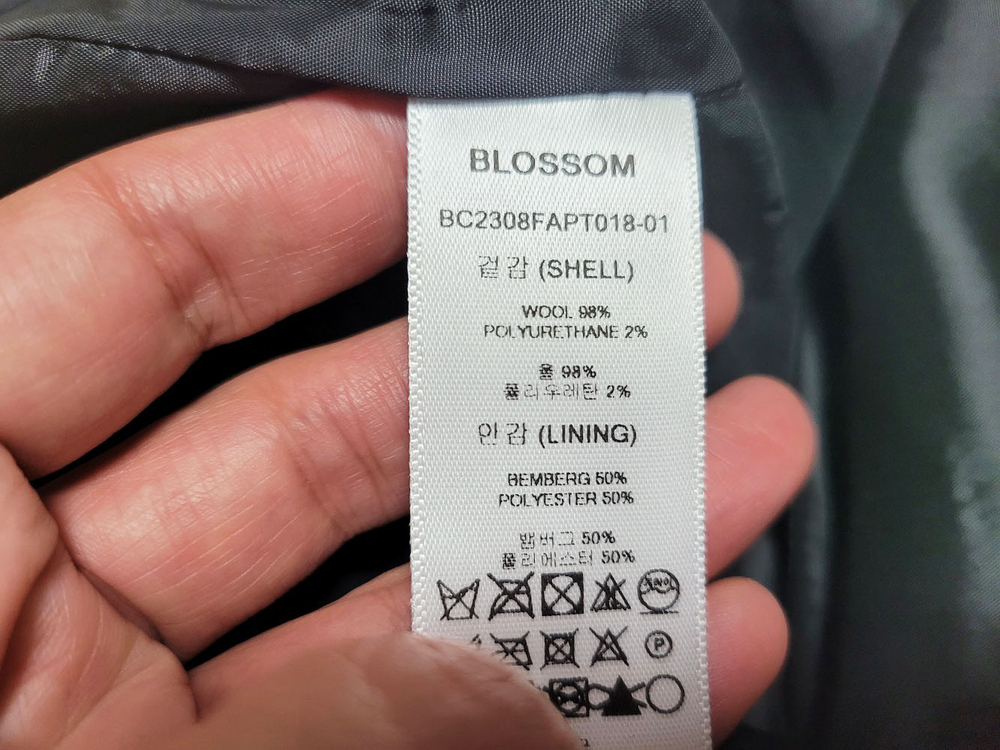 BLOSSOM
BC2308FAPT018-01
겉감 (SHELL)
WOOL 98%
POLYURETHANE 2%
울 98%
폴리우레탄 2%
안감 (LINING)
BEMBERG 50%
POLYESTER 50%
뱀버그 50%
폴리에스터 50%
P